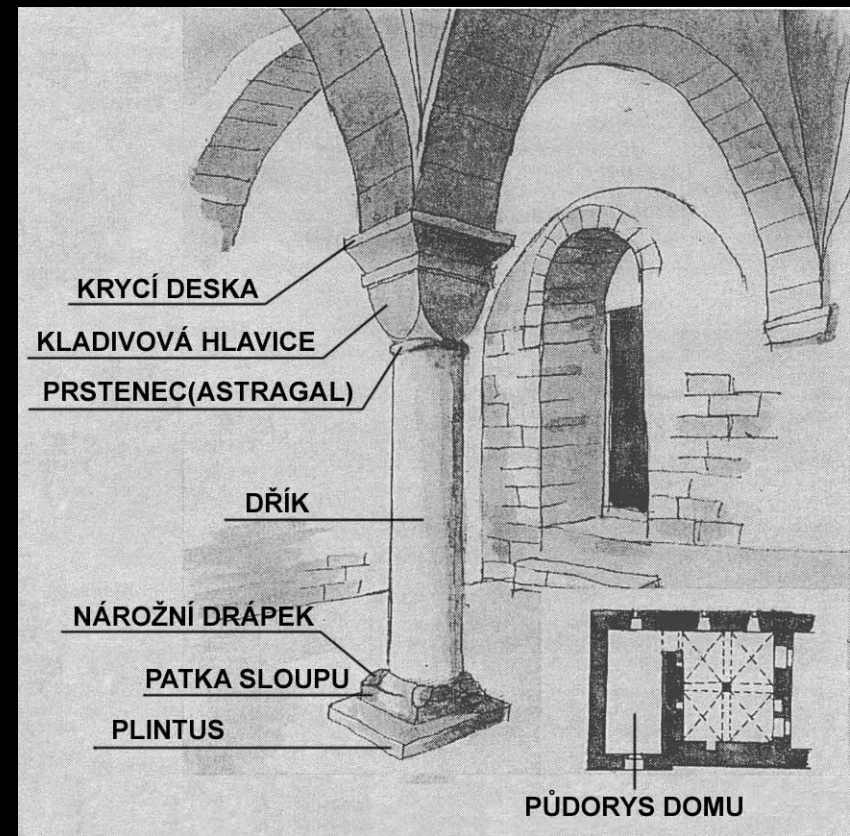 KRYCÍ DESKA
KLADIVOVÁ HLAVICE
PRSTENEC(ASTRAGAL)
DŘÍK
NÁROŽNÍ DRÁPEK
PATKA SLOUPU
PLINTUS
PŮDORYS DOMU